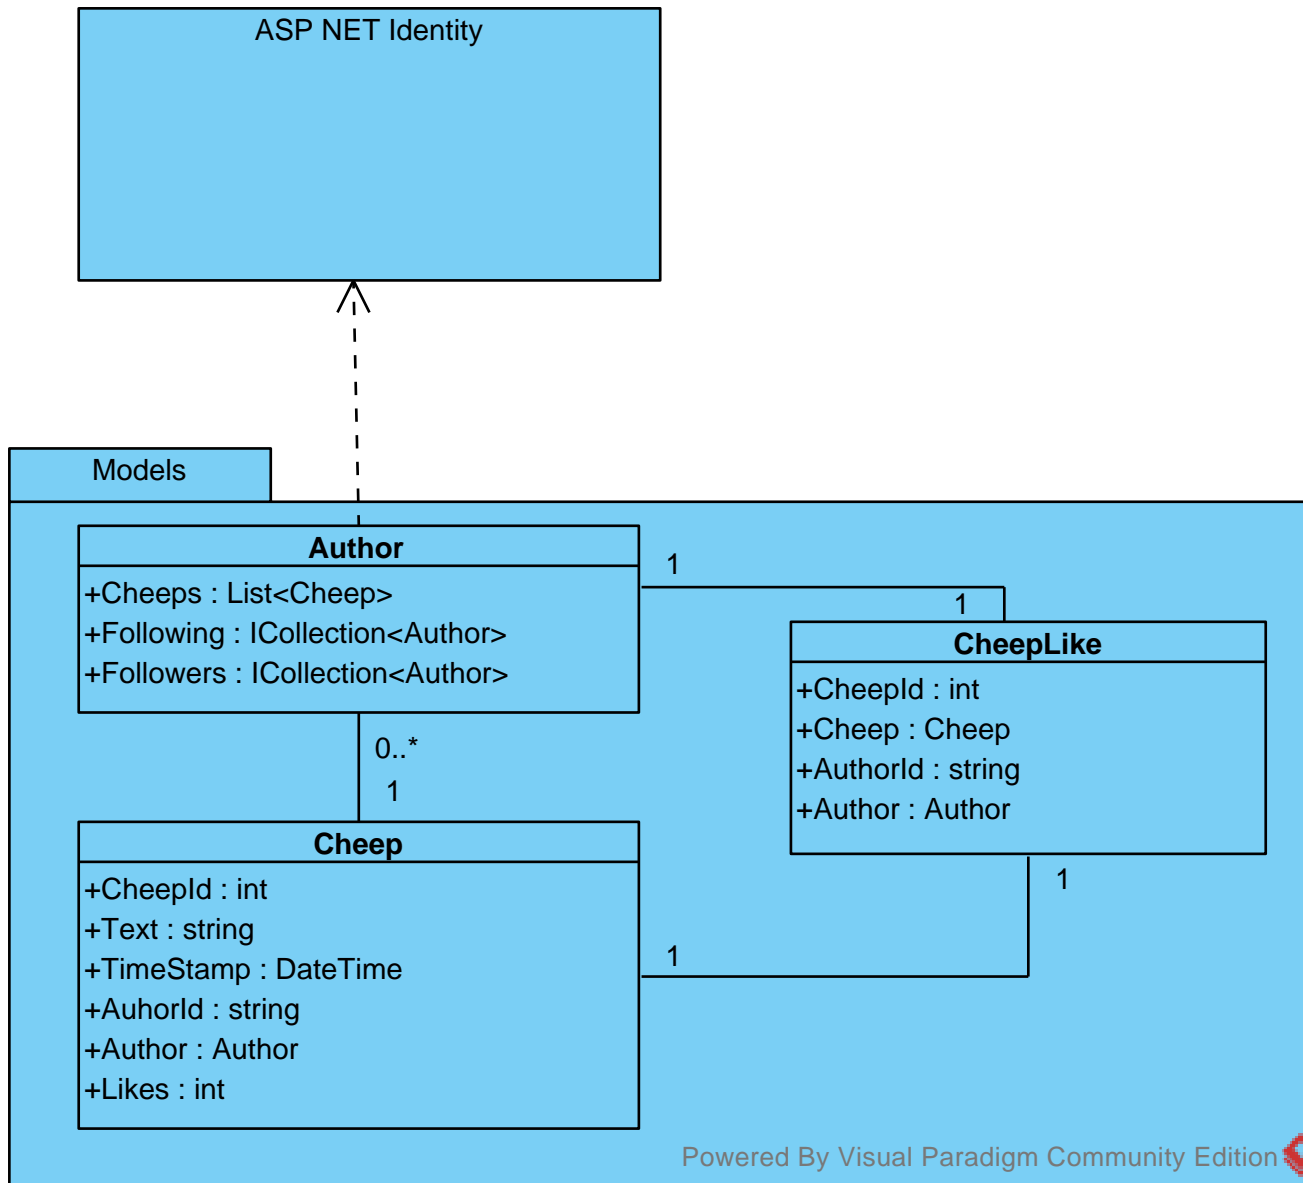 ASP NET Identity
Models
Author
+Cheeps : List<Cheep>
+Following : ICollection<Author>
+Followers : ICollection<Author>
1
1
CheepLike
+CheepId : int
+Cheep : Cheep
+AuthorId : string
+Author : Author
0..*
1
Cheep
+CheepId : int
+Text : string
+TimeStamp : DateTime
+AuhorId : string
+Author : Author
+Likes : int
1
1
Powered By Visual Paradigm Community Edition